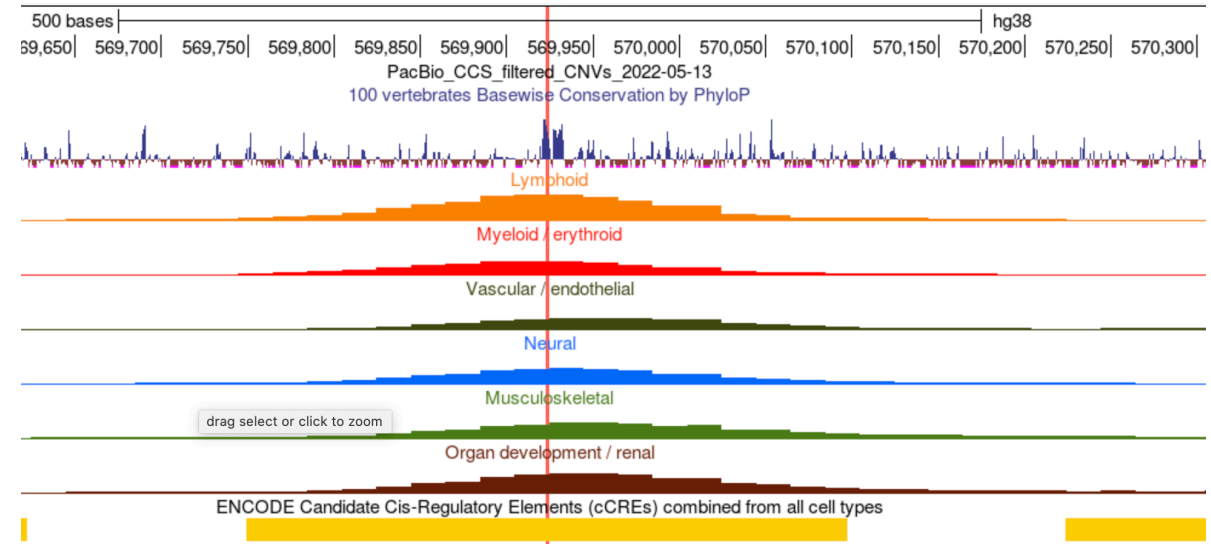 500 bases hg38
69,650 569,700 569,750 569,800 569,850 569,900 569,950 570,000 570,050 570,100 570,150 570,200 570,250 570,300
PacBio_CCS_filtered_CNVs_2022-05-13
100 vertebrates Basewise Conservation by PhyloP
Lymphoid
Myeloid / erythroid
Vascular / endothelial
Neural
Musculoskeletal
drag select or click to zoom
Organ development / renal
ENCODE Candidate Cis-Regulatory Elements (cCREs) combined from all cell types